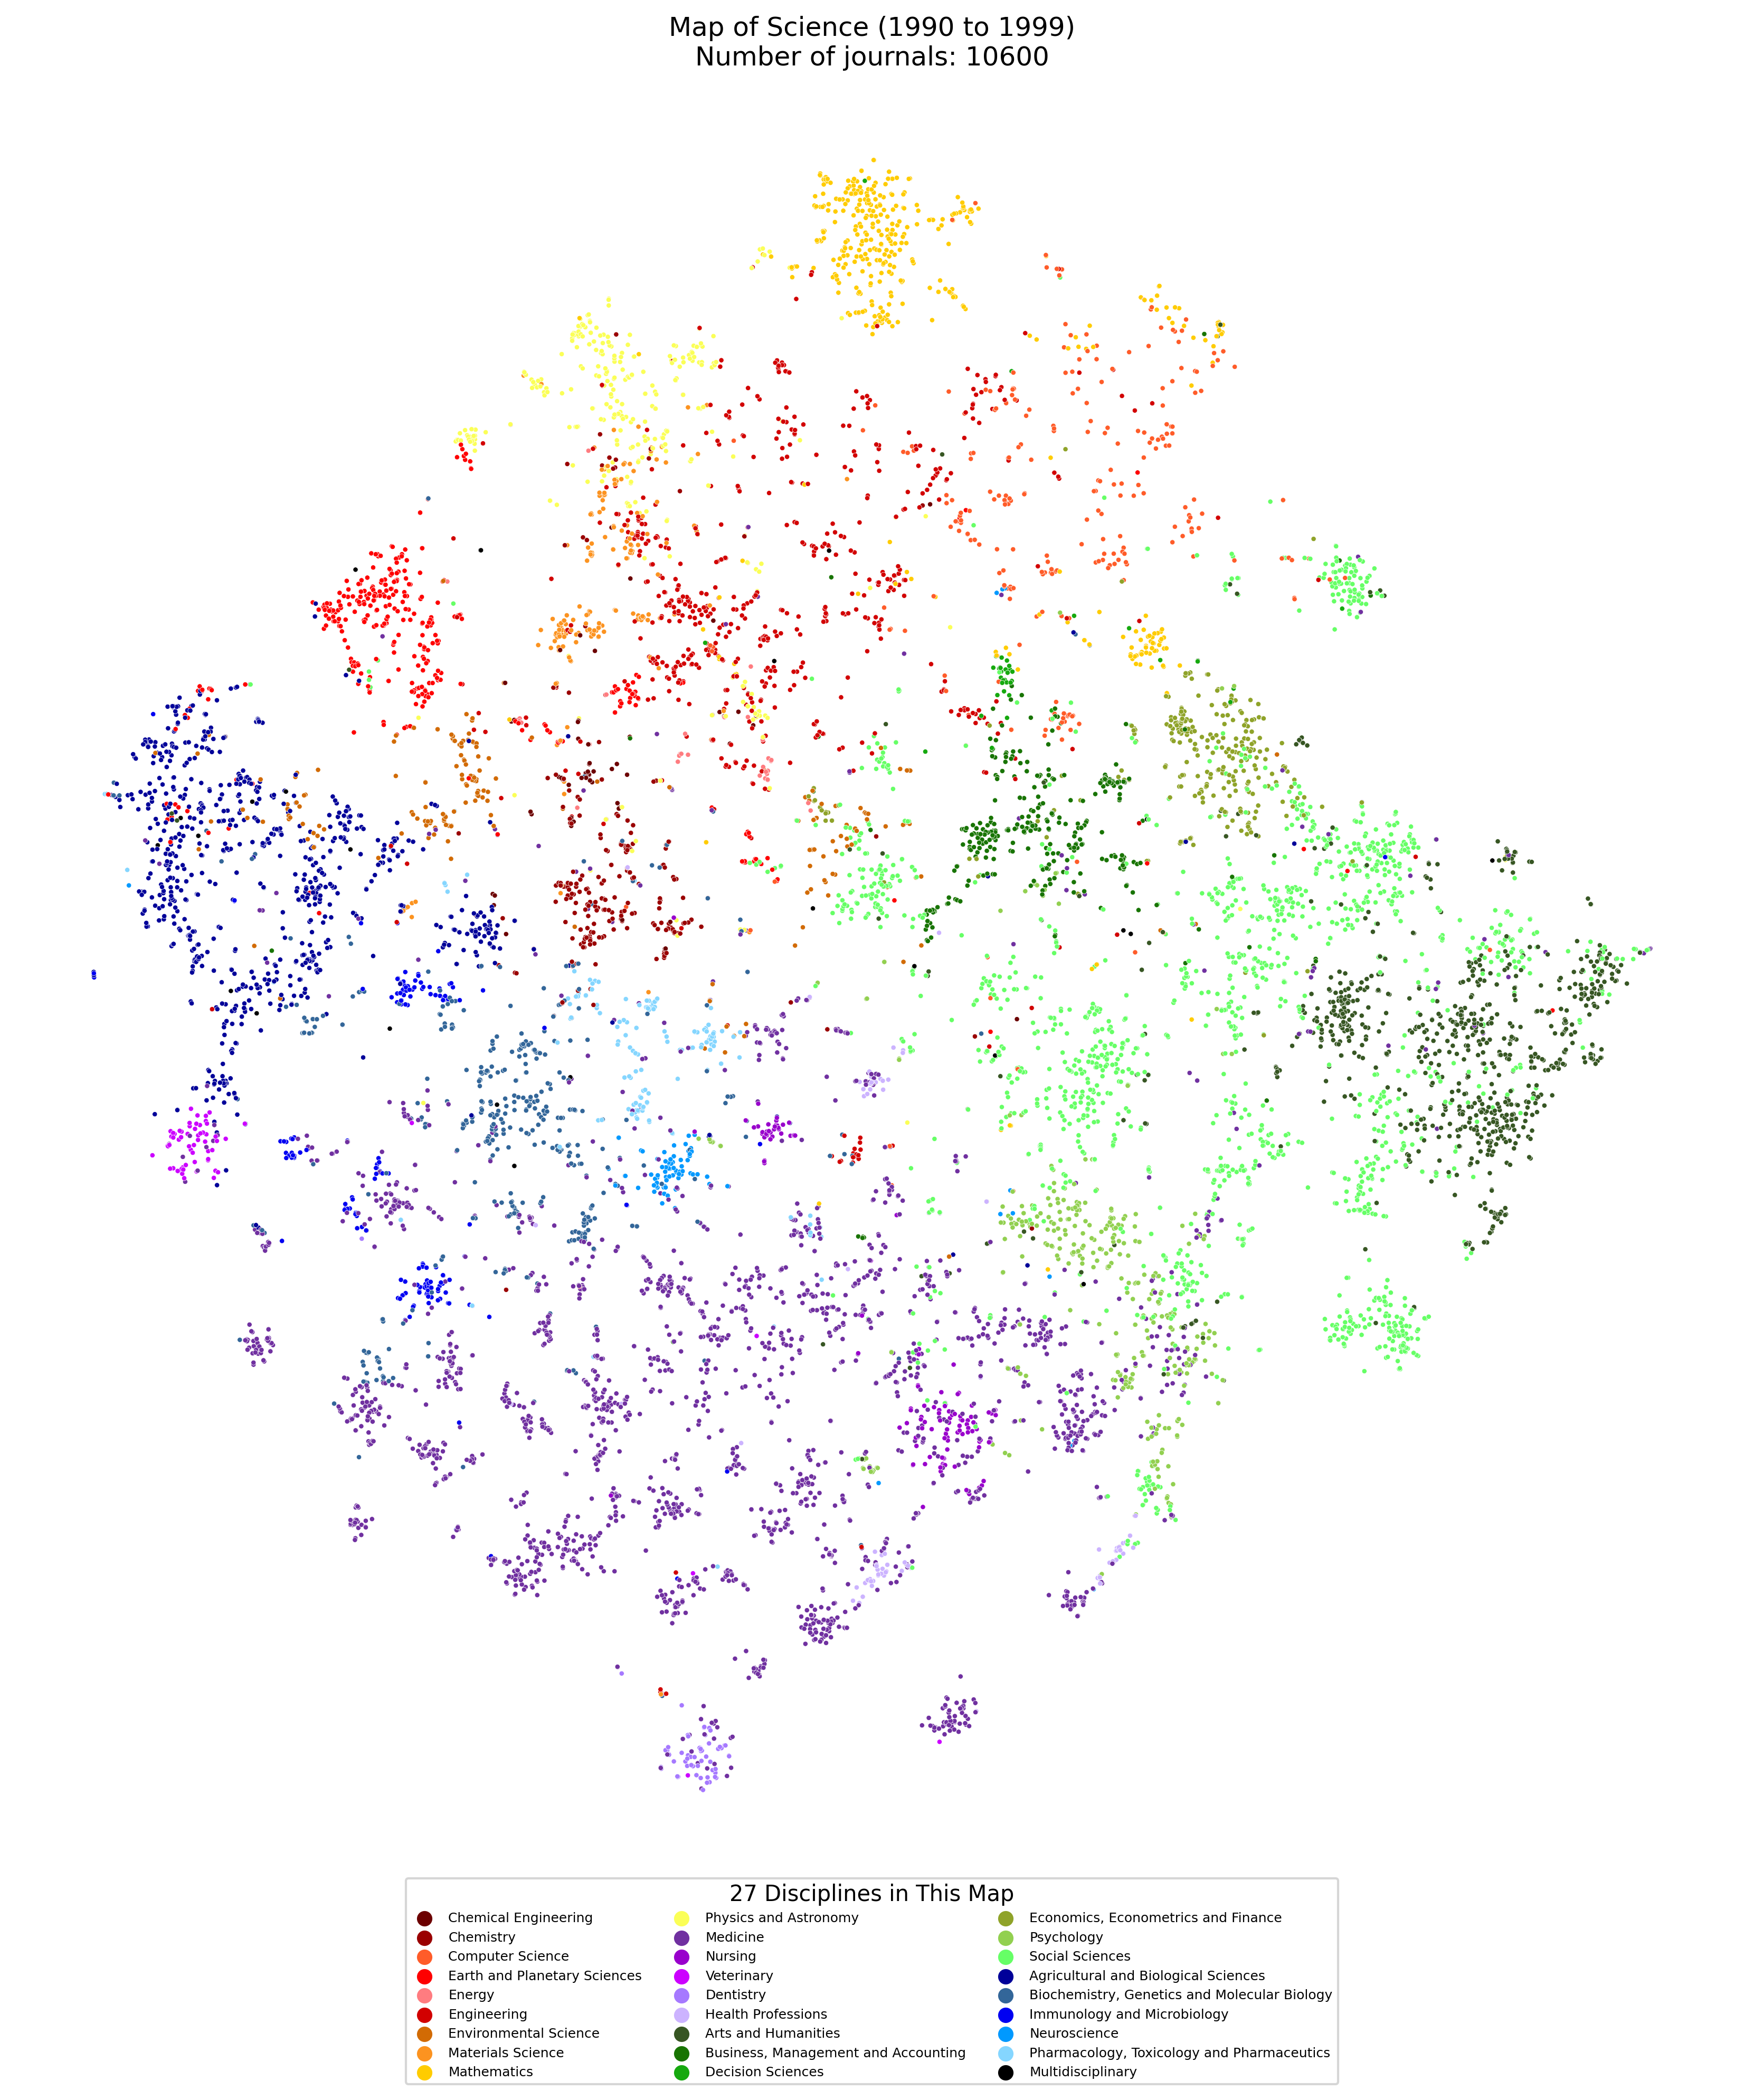 Map of Science (1990 to 1999)
Number of journals: 10600
27 Disciplines in This Map
Chemical Engineering
Chemistry
Computer Science
Earth and Planetary Sciences
Energy
Engineering
Environmental Science
Materials Science
Mathematics
Physics and Astronomy
Medicine
Nursing
Veterinary
Dentistry
Health Professions
Arts and Humanities
Business, Management and Accounting
Decision Sciences
Economics, Econometrics and Finance
Psychology
Social Sciences
Agricultural and Biological Sciences
Biochemistry, Genetics and Molecular Biology
Immunology and Microbiology
Neuroscience
Pharmacology, Toxicology and Pharmaceutics
Multidisciplinary